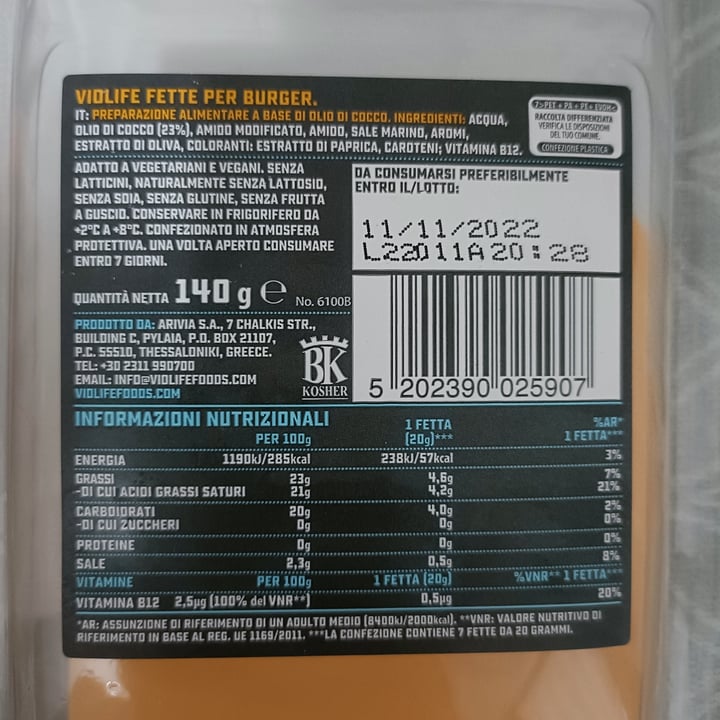 VIOLIFE FETTE PER BURGER.
IT: PREPARAZIONE ALIMENTARE A BASE DI OLIO DI COCCO. INGREDIENTI: ACQUA,
OLIO DI COCCO (23%), AMIDO MODIFICATO, AMIDO, SALE MARINO, AROMI,
ESTRATTO DI OLIVA, COLORANTI: ESTRATTO DI PAPRICA, CAROTENI; VITAMINA B12.
7>PET + PA + PE+ EVOH<
RACCOLTA DIFFERENZIATA
VERIFICA LE DISPOSIZIONI
DEL TUO COMUNE.
CONFEZIONE PLASTICA
ADATTO A VEGETARIANI E VEGANI. SENZA
LATTICINI, NATURALMENTE SENZA LATTOSIO,
SENZA SOIA, SENZA GLUTINE, SENZA FRUTTA
A GUSCIO. CONSERVARE IN FRIGORIFERO DA
+2°C A +8°C. CONFEZIONATO IN ATMOSFERA
PROTETTIVA. UNA VOLTA APERTO CONSUMARE
ENTRO 7 GIORNI.
DA CONSUMARSI PREFERIBILMENTE
ENTRO IL/LOTTO:
11/11/2022
L22011A20:28
QUANTITÀ NETTA 140 g e No. 6100B
PRODOTTO DA: ARIVIA S.A., 7 CHALKIS STR.,
BUILDING C, PYLAIA, P.O. BOX 21107,
P.C. 55510, THESSALONIKI, GREECE.
TEL: +30 2311 990700
EMAIL: INFO@VIOLIFEFOODS.COM
VIOLIFEFOODS.COM
BK
KOSHER
5 202390 025907
INFORMAZIONI NUTRIZIONALI
PER 100g 1 FETTA (20g)*** %AR* 1 FETTA***
ENERGIA 1190kJ/285kcal 238kJ/57kcal 3%
GRASSI 23g 4,6g 7%
-DI CUI ACIDI GRASSI SATURI 21g 4,2g 21%
CARBOIDRATI 20g 4,0g 2%
-DI CUI ZUCCHERI 0g 0g 0%
PROTEINE 0g 0g 0%
SALE 2,3g 0,5g 8%
VITAMINE PER 100g 1 FETTA (20g) %VNR** 1 FETTA***
VITAMINA B12 2,5µg (100% del VNR**) 0,5µg 20%
*AR: ASSUNZIONE DI RIFERIMENTO DI UN ADULTO MEDIO (8400kJ/2000kcal). **VNR: VALORE NUTRITIVO DI
RIFERIMENTO IN BASE AL REG. UE 1169/2011. ***LA CONFEZIONE CONTIENE 7 FETTE DA 20 GRAMMI.